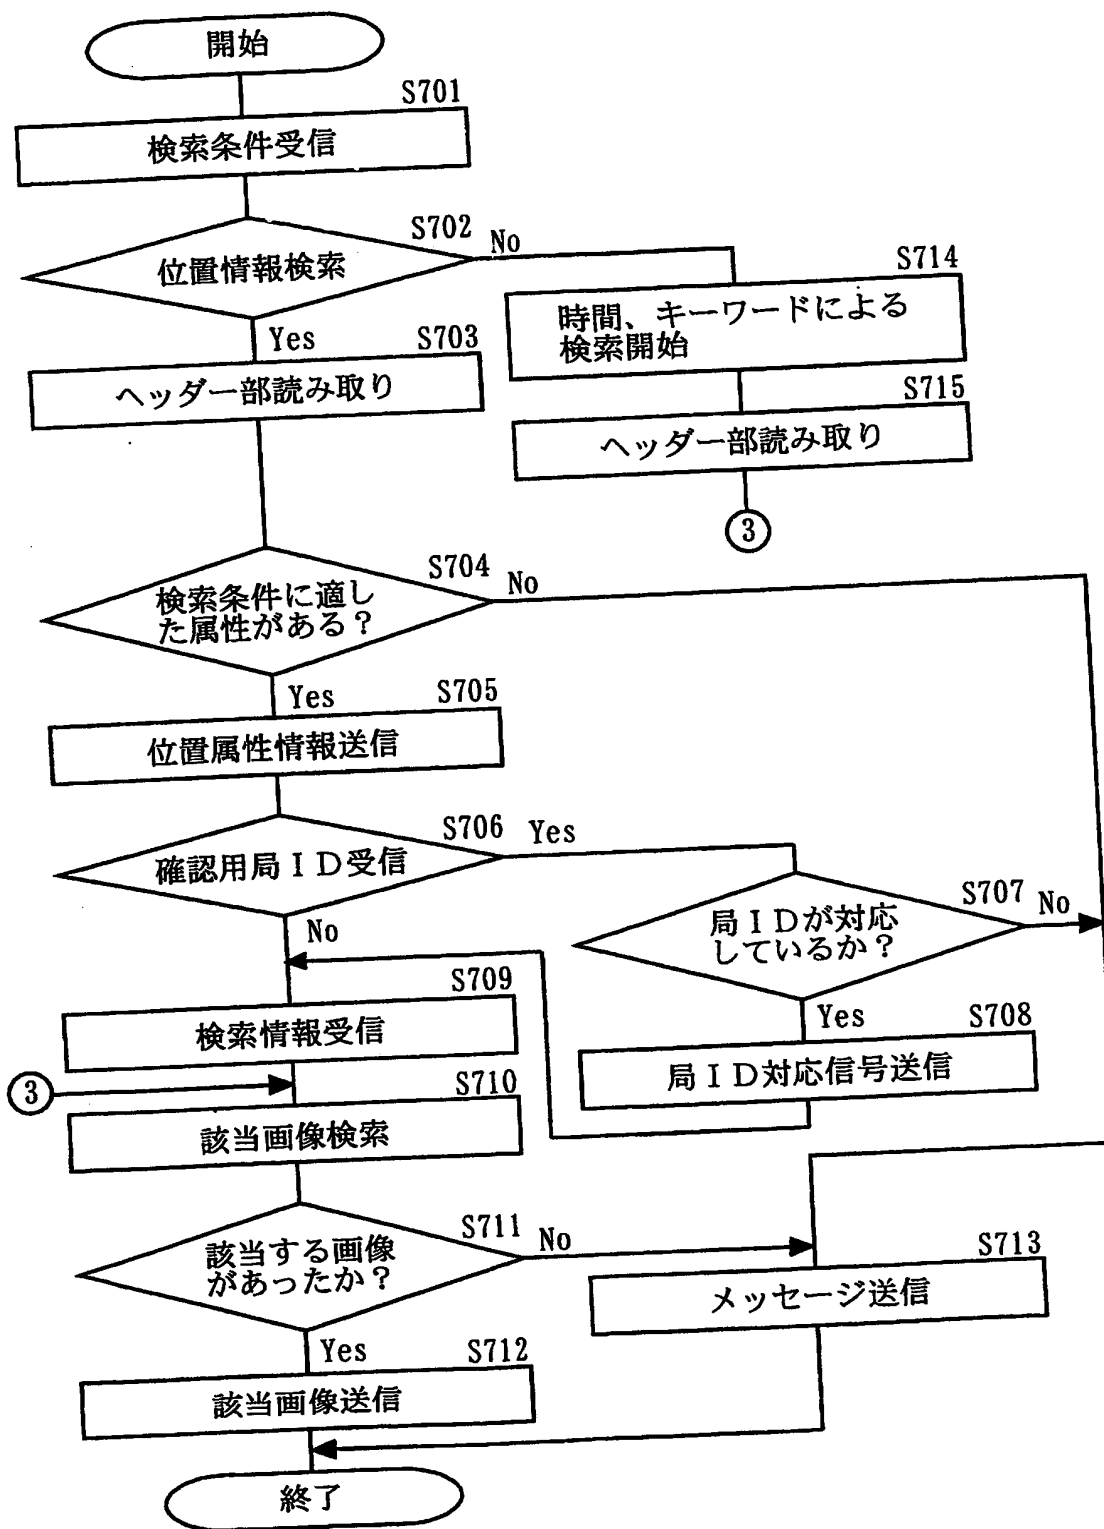 開始
S701
検索条件受信
S702
位置情報検索
No
Yes
S703
ヘッダー部読み取り
S714
時間、キーワードによる
検索開始
S715
ヘッダー部読み取り
3
S704
検索条件に適し
た属性がある?
No
Yes
S705
位置属性情報送信
S706
確認用局ID受信
Yes
No
S707
局IDが対応
しているか?
No
Yes
S708
局ID対応信号送信
S709
検索情報受信
3
S710
該当画像検索
S711
該当する画像
があったか?
No
Yes
S713
メッセージ送信
S712
該当画像送信
終了